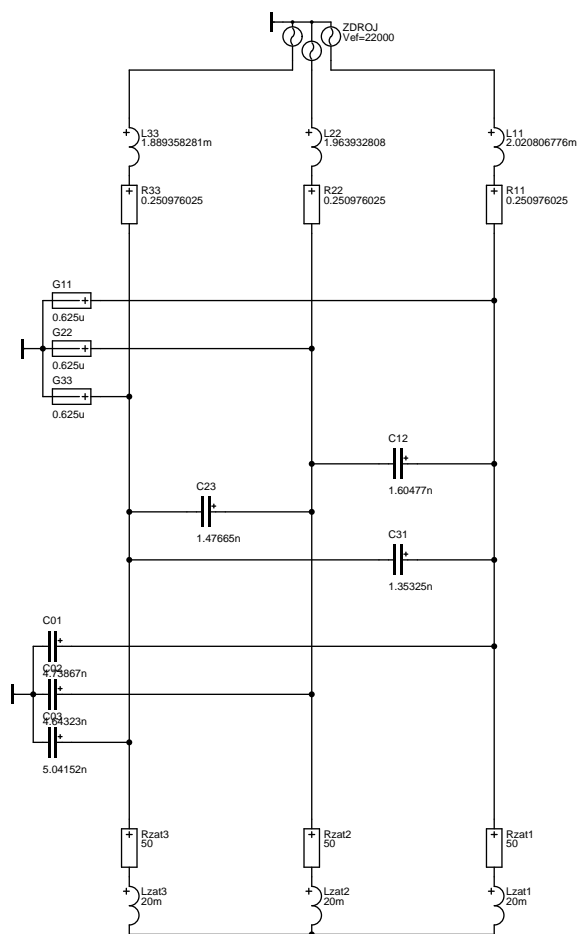 ZDROJ
Vef=22000
L33
1.889358281m
L22
1.963932808
L11
2.020806776m
R33
0.250976025
R22
0.250976025
R11
0.250976025
G11
0.625u
G22
0.625u
G33
0.625u
C12
1.60477n
C23
1.47665n
C31
1.35325n
C01
4.73867n
C02
4.64323n
C03
5.04152n
Rzat3
50
Rzat2
50
Rzat1
50
Lzat3
20m
Lzat2
20m
Lzat1
20m